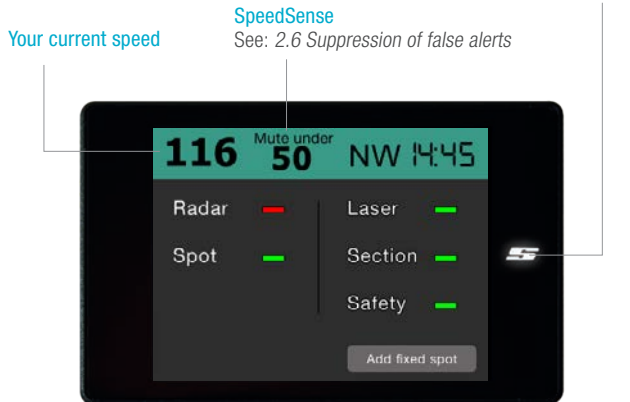 SpeedSense
Your current speed
See: 2.6 Suppression of false alerts
116 Mute under 50 NW 14:45
Radar
Laser
Spot
Section
Safety
Add fixed spot